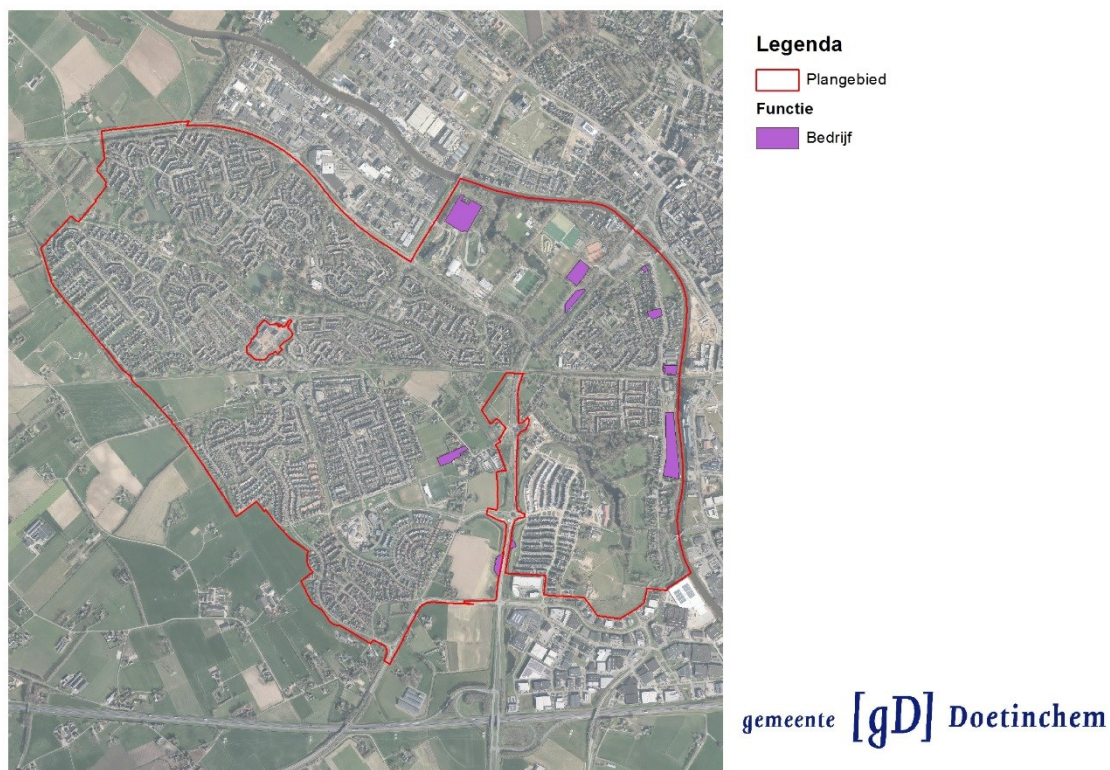 Legenda
Plangebied
Functie
Bedrijf
gemeente [gD] Doetinchem